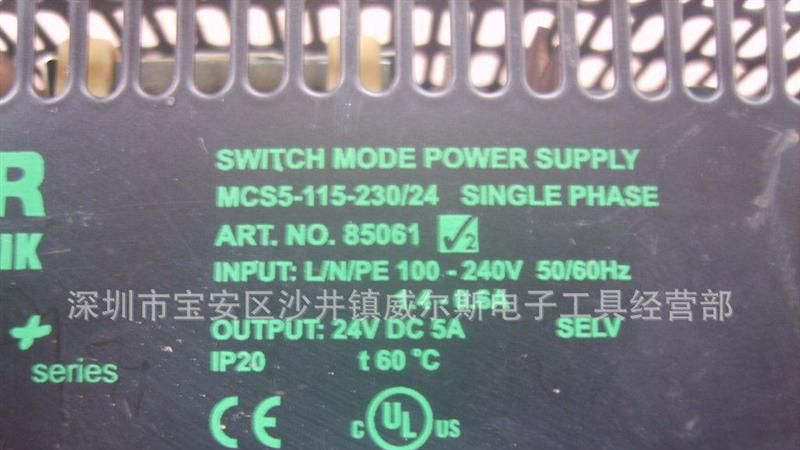 R
IK
+
series
SWITCH MODE POWER SUPPLY
MCS5-115-230/24 SINGLE PHASE
ART. NO. 85061 2
INPUT: L/N/PE 100 - 240V 50/60Hz
深圳市宝安区沙井镇威尔斯电子工具经营部
OUTPUT: 24V DC 5A SELV
IP20 t 60 °C
CE
c UL US